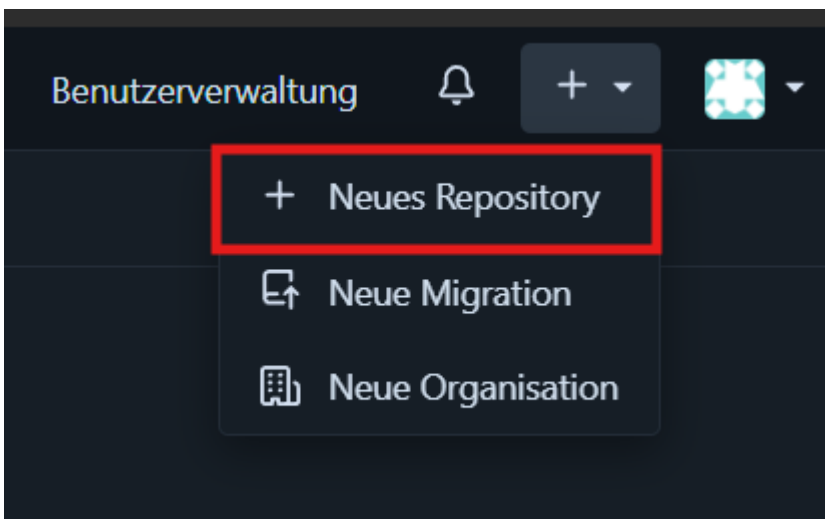 Benutzerverwaltung
Neues Repository
Neue Migration
Neue Organisation